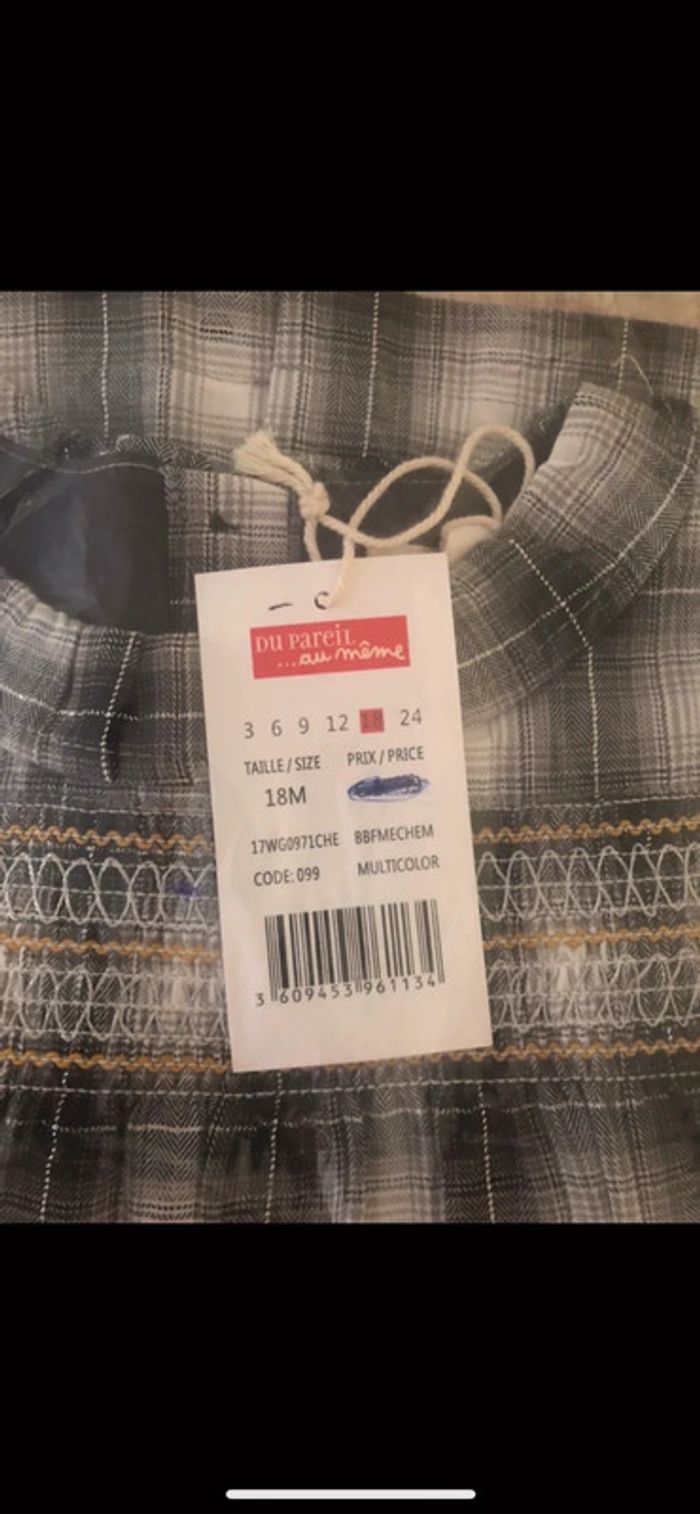 DU PAREIL
...au même
3 6 9 12 18 24
TAILLE / SIZE PRIX / PRICE
18M
17WG0971CHE BBFMECHEM
CODE: 099 MULTICOLOR
3 609453 961134